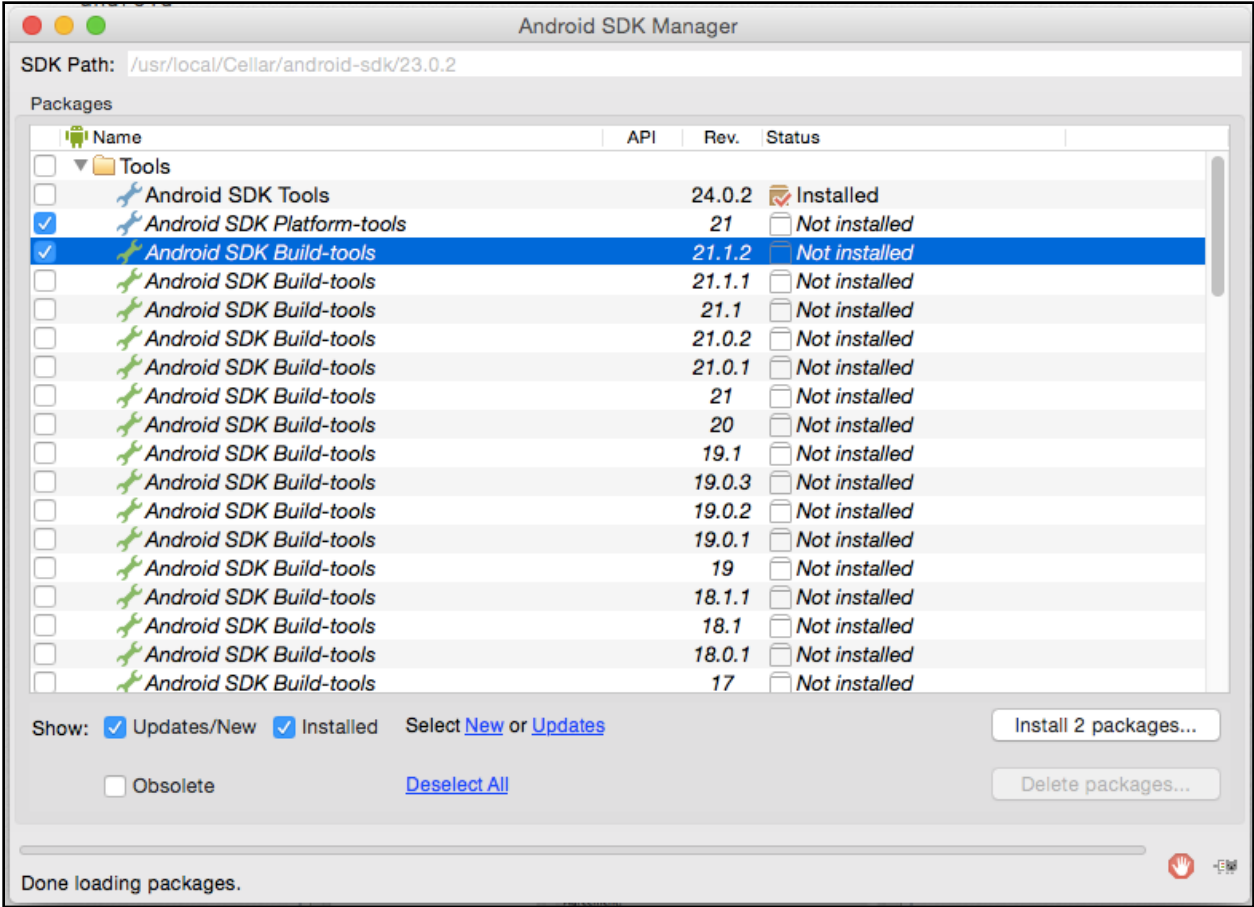 Android SDK Manager
SDK Path: /usr/local/Cellar/android-sdk/23.0.2
Packages
Name API Rev. Status
Tools
Android SDK Tools 24.0.2 Installed
Android SDK Platform-tools 21 Not installed
Android SDK Build-tools 21.1.2 Not installed
Android SDK Build-tools 21.1.1 Not installed
Android SDK Build-tools 21.1 Not installed
Android SDK Build-tools 21.0.2 Not installed
Android SDK Build-tools 21.0.1 Not installed
Android SDK Build-tools 21 Not installed
Android SDK Build-tools 20 Not installed
Android SDK Build-tools 19.1 Not installed
Android SDK Build-tools 19.0.3 Not installed
Android SDK Build-tools 19.0.2 Not installed
Android SDK Build-tools 19.0.1 Not installed
Android SDK Build-tools 19 Not installed
Android SDK Build-tools 18.1.1 Not installed
Android SDK Build-tools 18.1 Not installed
Android SDK Build-tools 18.0.1 Not installed
Android SDK Build-tools 17 Not installed
Show: Updates/New Installed Select New or Updates Install 2 packages...
Obsolete Deselect All Delete packages...
Done loading packages.